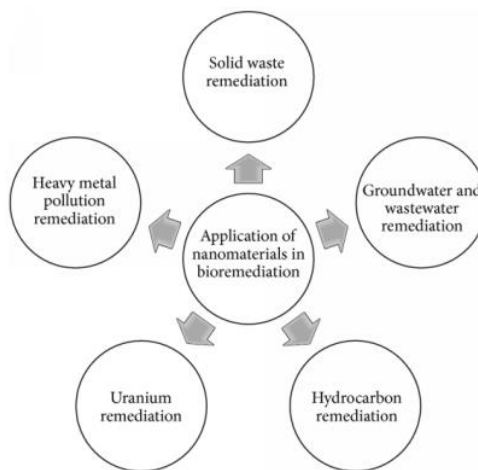 Solid waste
remediation
Heavy metal
pollution
remediation
Groundwater and
wastewater
remediation
Application of
nanomaterials in
bioremediation
Uranium
remediation
Hydrocarbon
remediation